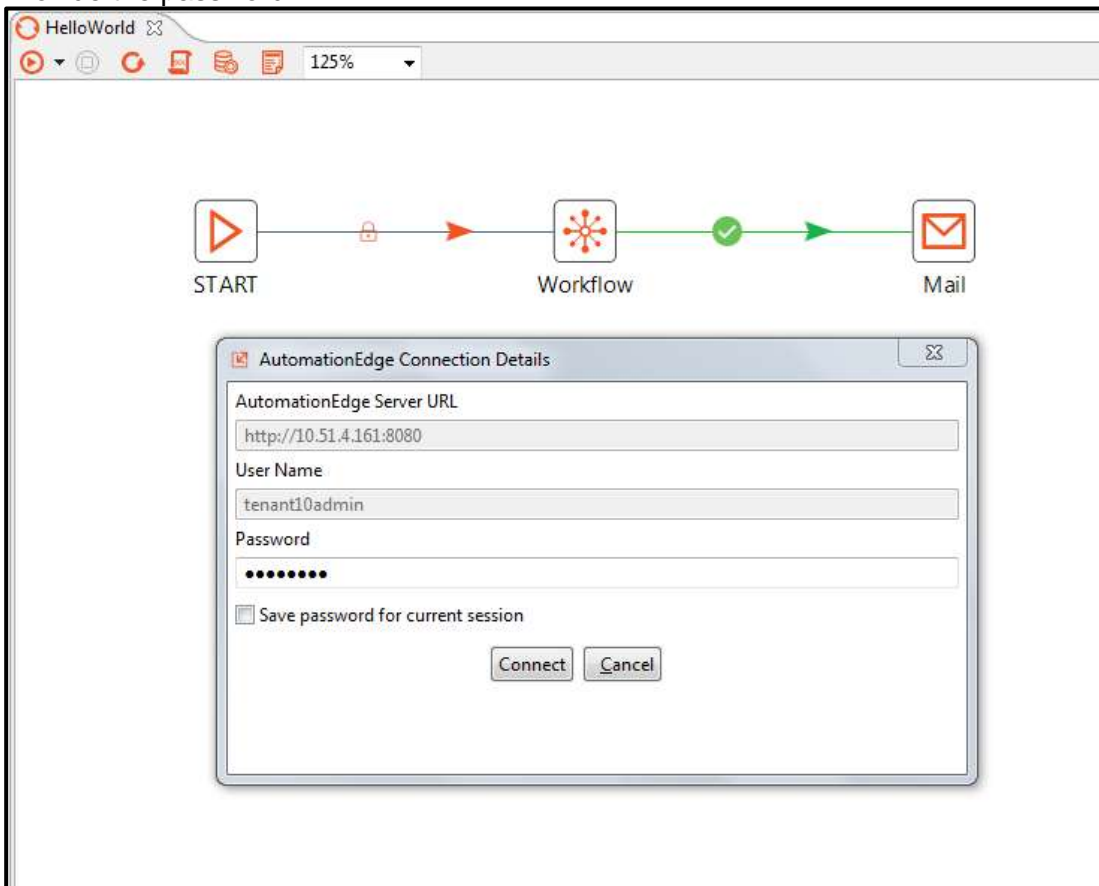 HelloWorld
125%
START
Workflow
Mail
AutomationEdge Connection Details
AutomationEdge Server URL
http://10.51.4.161:8080
User Name
tenant10admin
Password
••••••••
Save password for current session
Connect Cancel